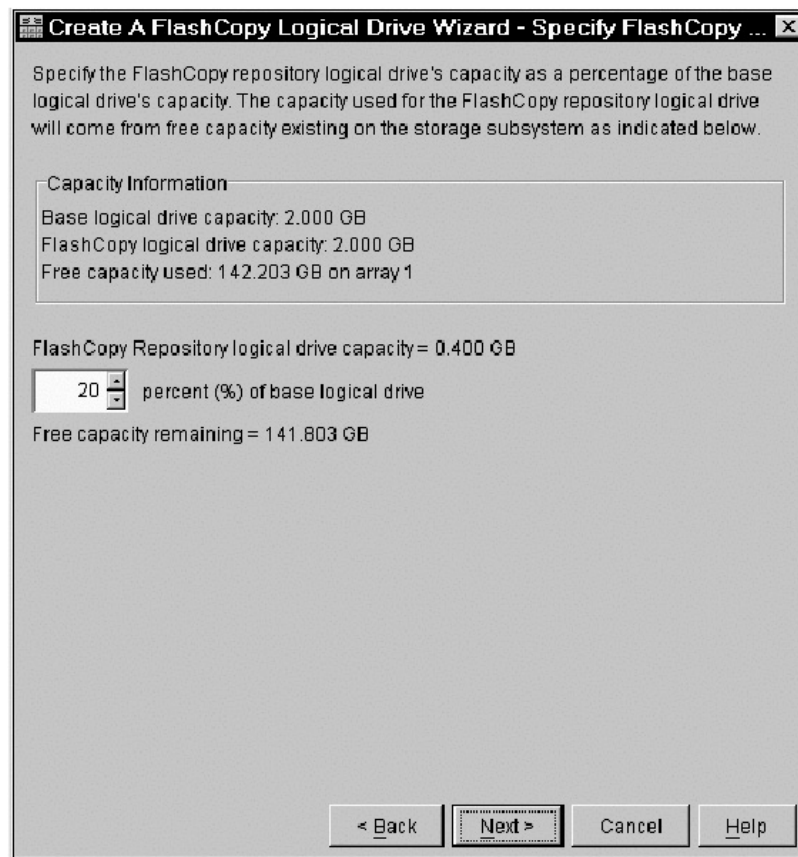 Create A FlashCopy Logical Drive Wizard - Specify FlashCopy ...
Specify the FlashCopy repository logical drive's capacity as a percentage of the base
logical drive's capacity. The capacity used for the FlashCopy repository logical drive
will come from free capacity existing on the storage subsystem as indicated below.
Capacity Information
Base logical drive capacity: 2.000 GB
FlashCopy logical drive capacity: 2.000 GB
Free capacity used: 142.203 GB on array 1
FlashCopy Repository logical drive capacity = 0.400 GB
20 percent (%) of base logical drive
Free capacity remaining = 141.803 GB
< Back Next > Cancel Help